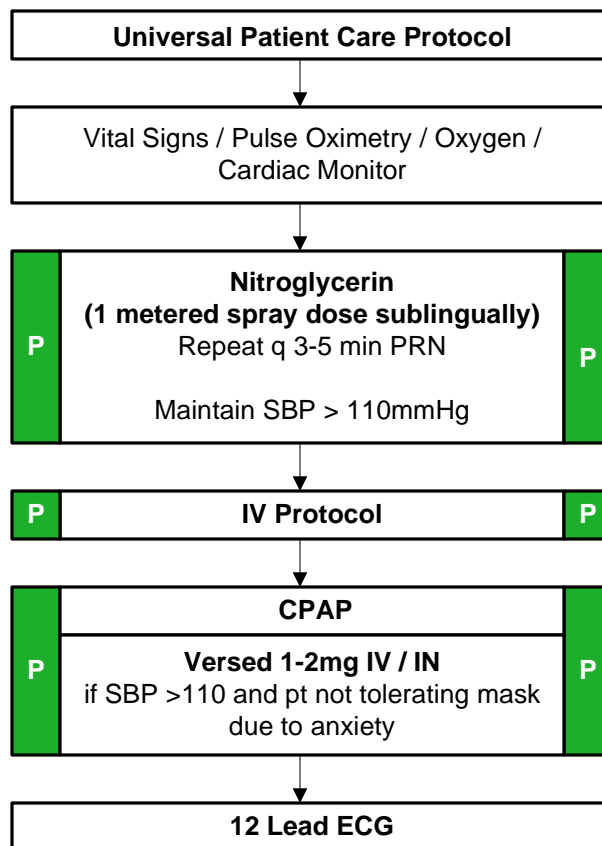 Universal Patient Care Protocol
Vital Signs / Pulse Oximetry / Oxygen /
Cardiac Monitor
P
Nitroglycerin
(1 metered spray dose sublingually)
Repeat q 3-5 min PRN
Maintain SBP > 110mmHg
P
P
IV Protocol
P
P
CPAP
Versed 1-2mg IV / IN
if SBP >110 and pt not tolerating mask
due to anxiety
P
12 Lead ECG